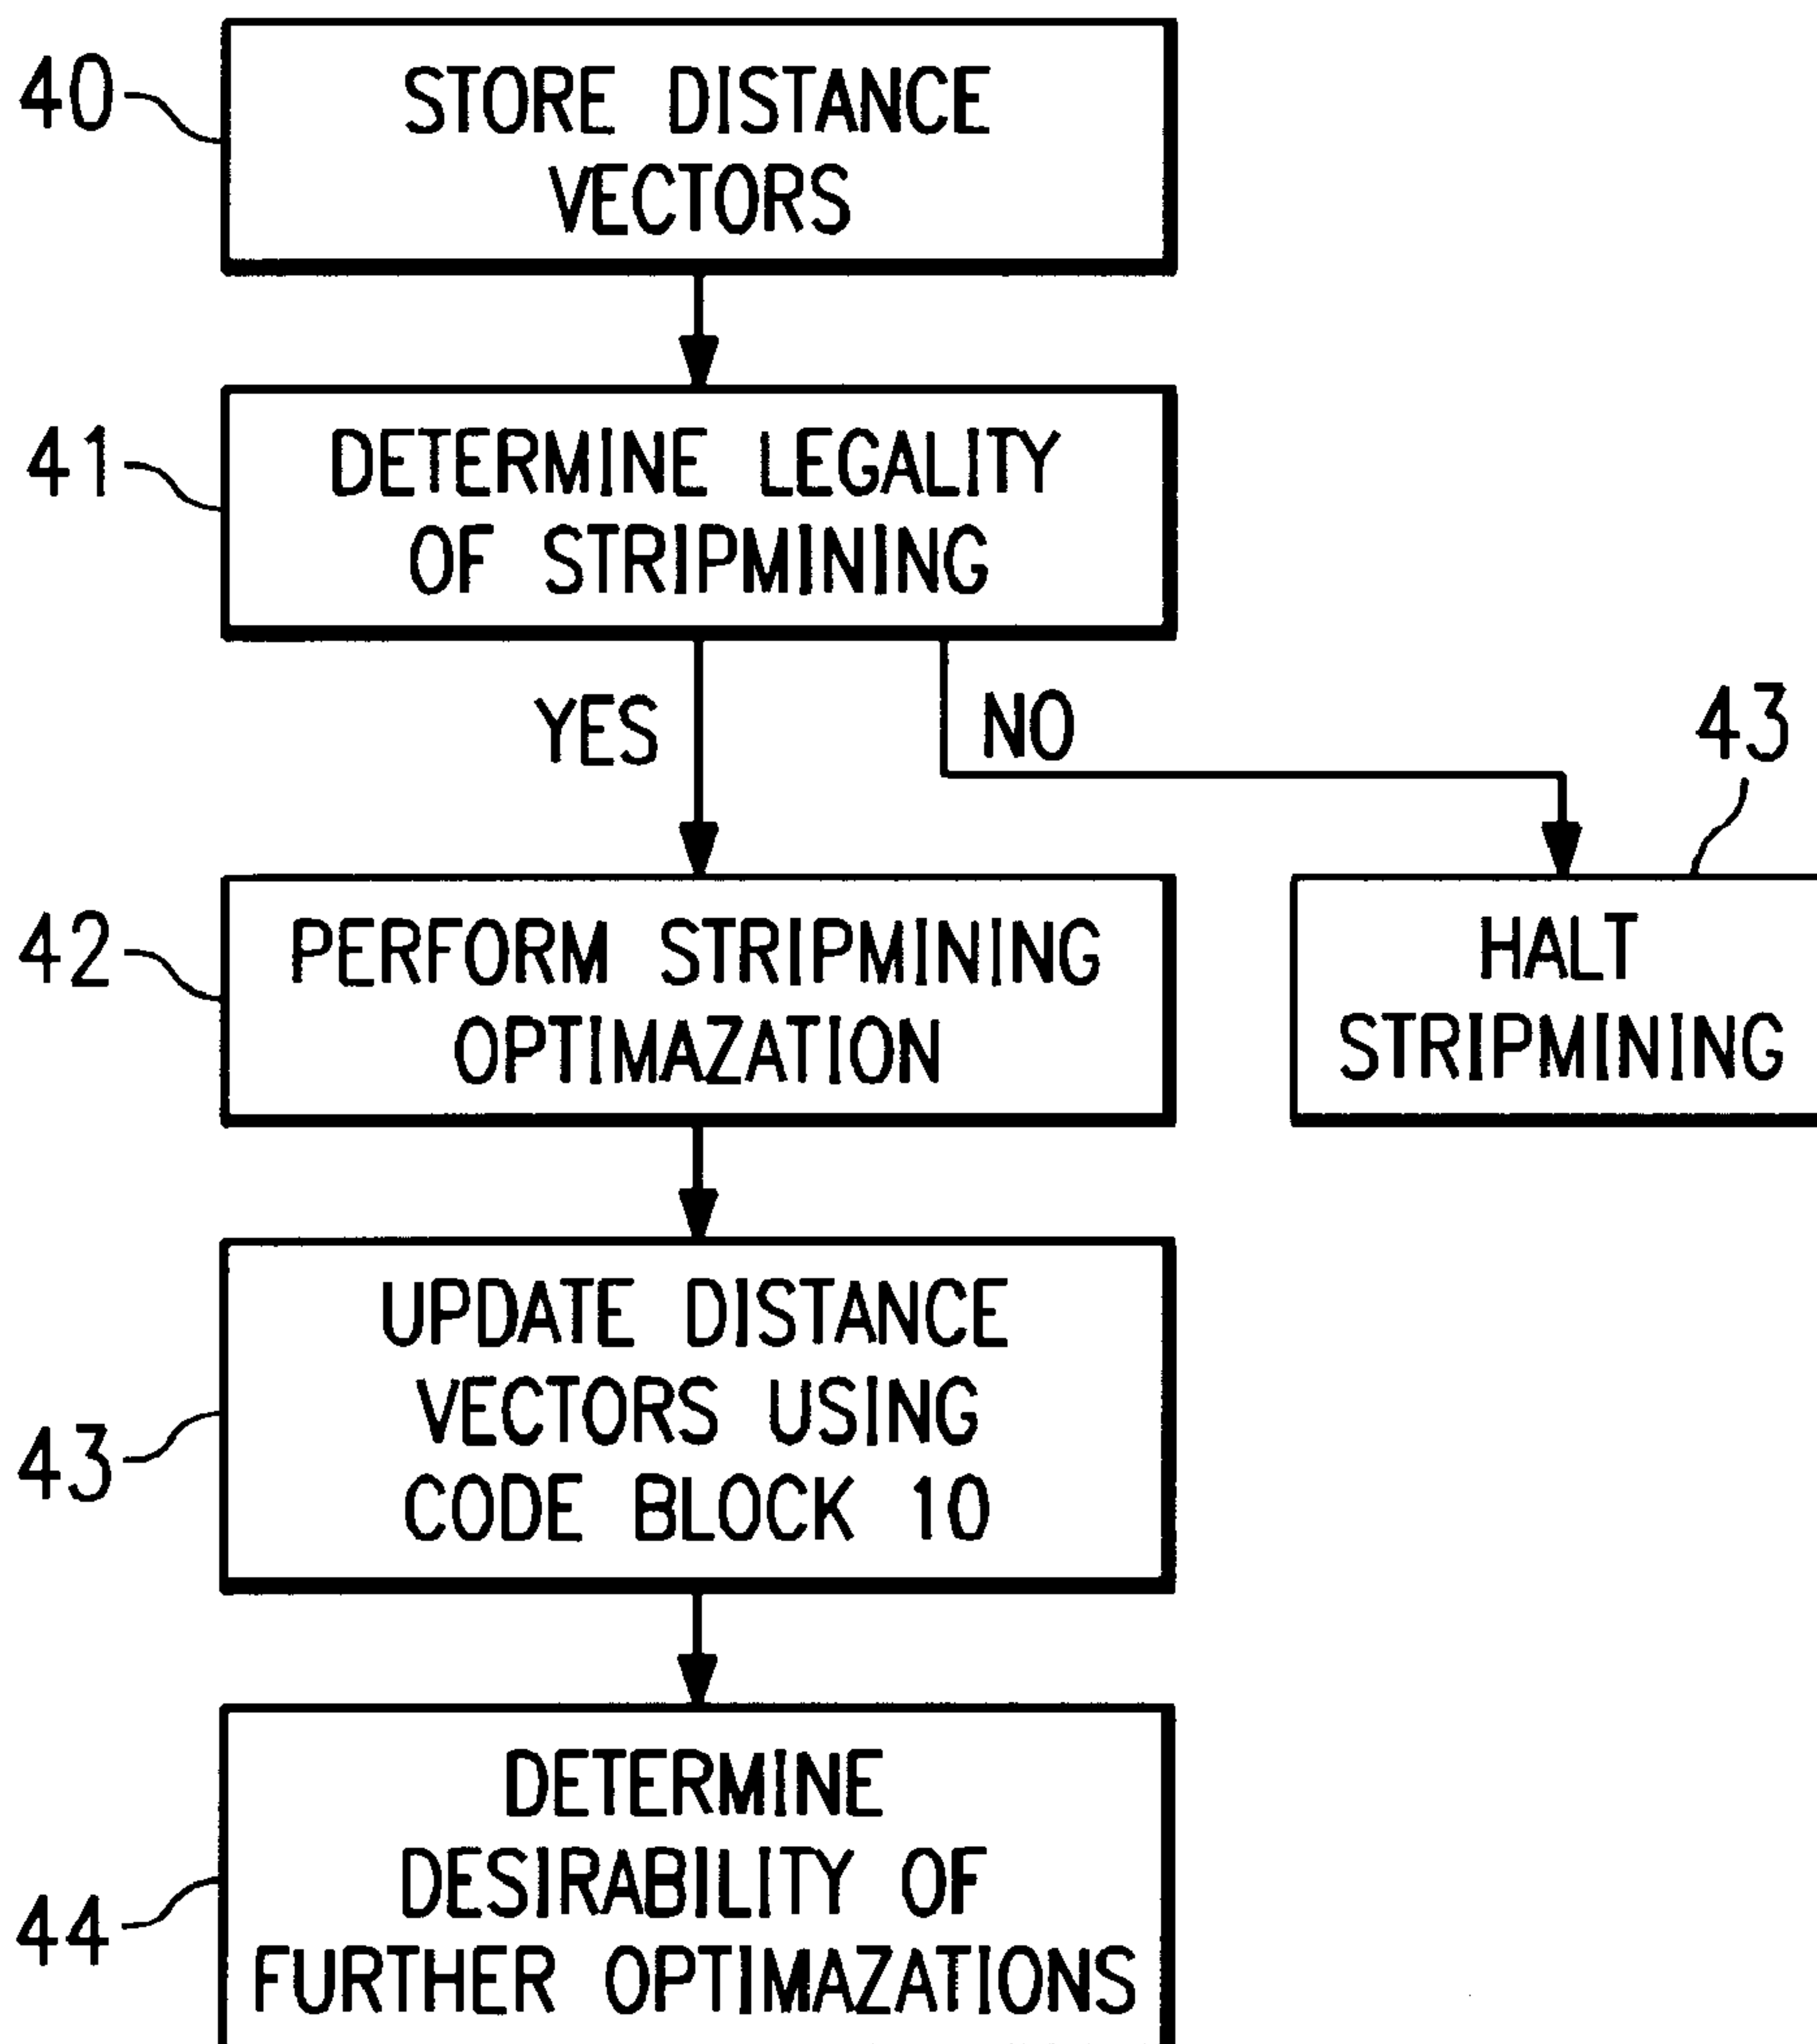 40
STORE DISTANCE
VECTORS
41
DETERMINE LEGALITY
OF STRIPMINING
YES
NO
43
42
PERFORM STRIPMINING
OPTIMAZATION
HALT
STRIPMINING
43
UPDATE DISTANCE
VECTORS USING
CODE BLOCK 10
44
DETERMINE
DESIRABILITY OF
FURTHER OPTIMAZATIONS